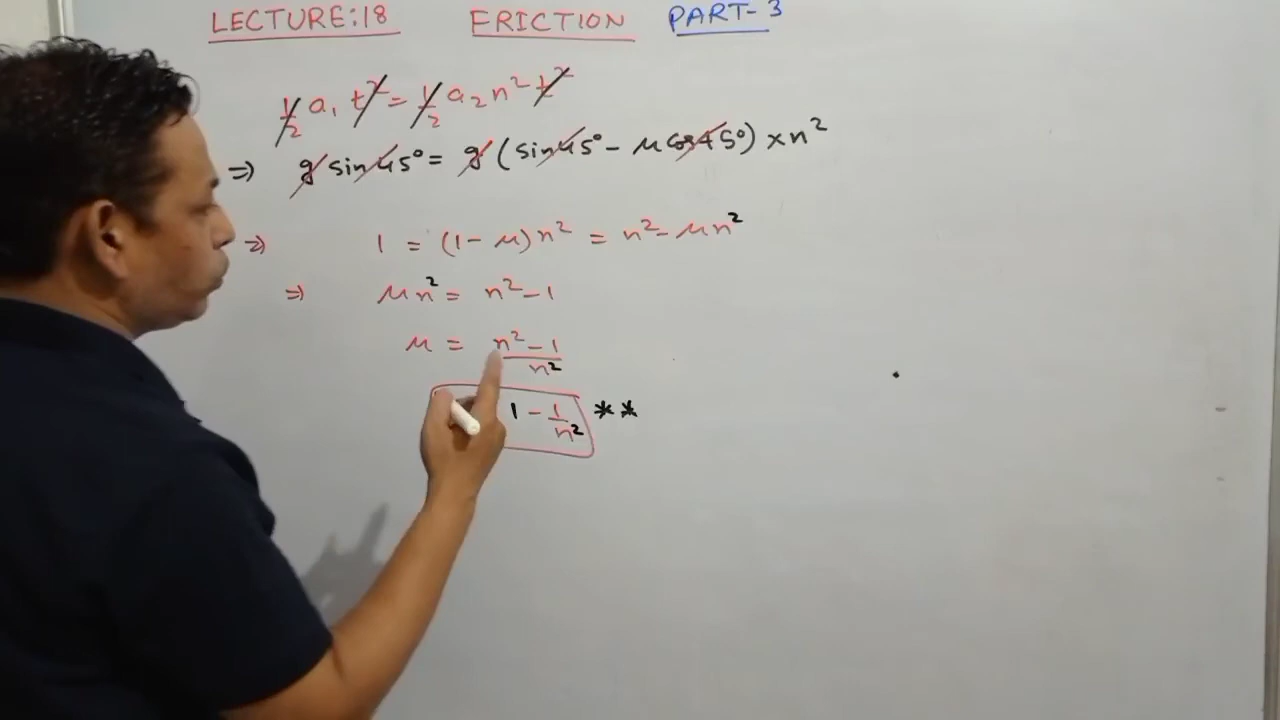 LECTURE:18 FRICTION PART-3
1/2 a₁ t² = 1/2 a₂ n² t²
⇒ g sin45° = g (sin45° - μ cos45°) × n²
⇒ 1 = (1 - μ)n² = n² - μn²
⇒ μn² = n² - 1
μ = n² - 1 / n²
1 - 1/n² **